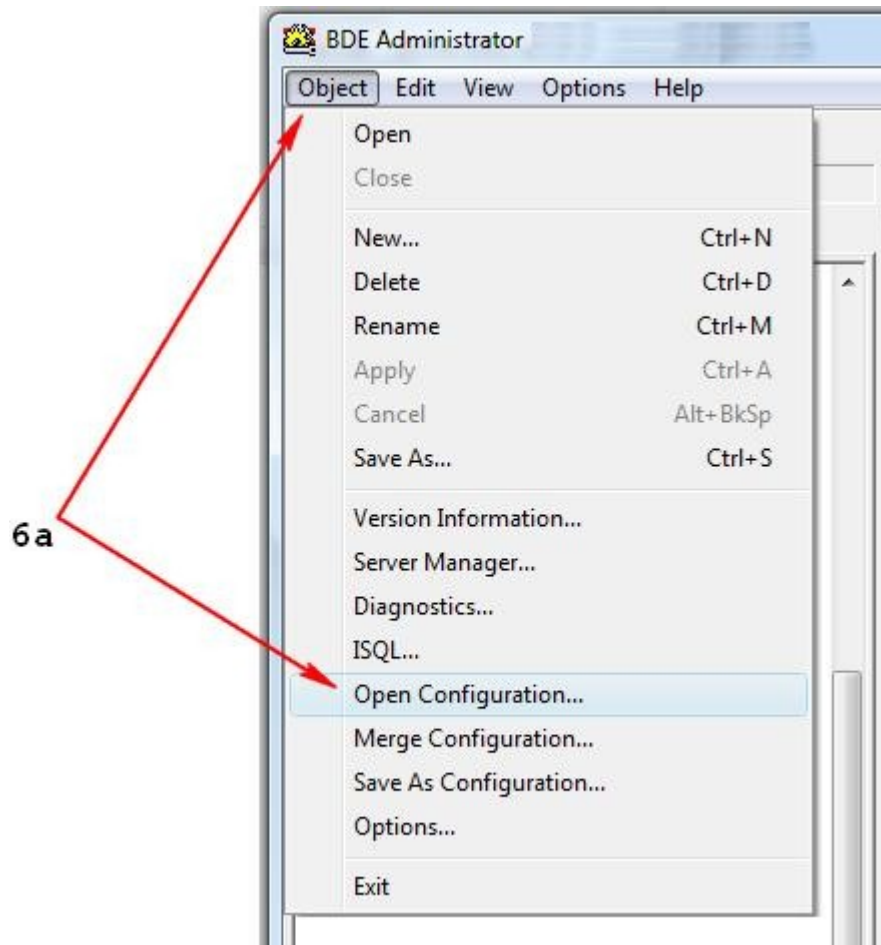 BDE Administrator
Object Edit View Options Help
Open
Close
New... Ctrl+N
Delete Ctrl+D
Rename Ctrl+M
Apply Ctrl+A
Cancel Alt+BkSp
Save As... Ctrl+S
Version Information...
Server Manager...
6a
Diagnostics...
ISQL...
Open Configuration...
Merge Configuration...
Save As Configuration...
Options...
Exit